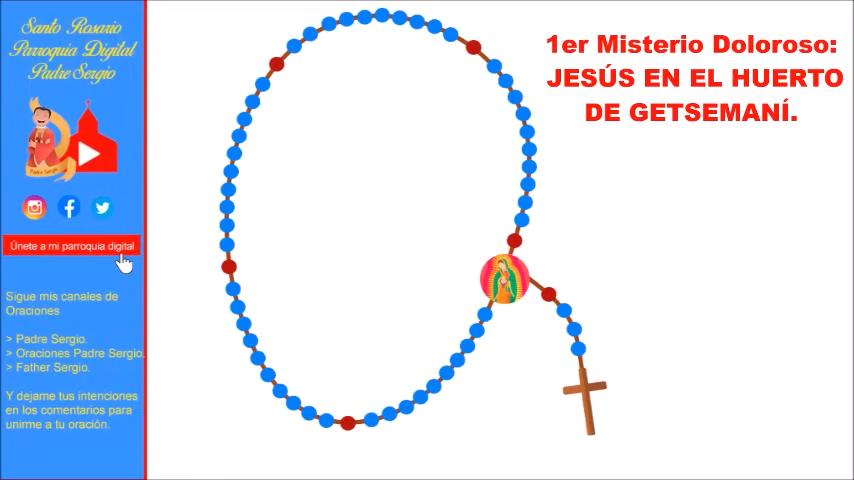 Santo Rosario
Parroquia Digital
Padre Sergio
Padre Sergio
Únete a mi parroquia digital
Sigue mis canales de
Oraciones
> Padre Sergio.
> Oraciones Padre Sergio.
> Father Sergio.
Y dejame tus intenciones
en los comentarios para
unirme a tu oración.
1er Misterio Doloroso:
JESÚS EN EL HUERTO
DE GETSEMANÍ.